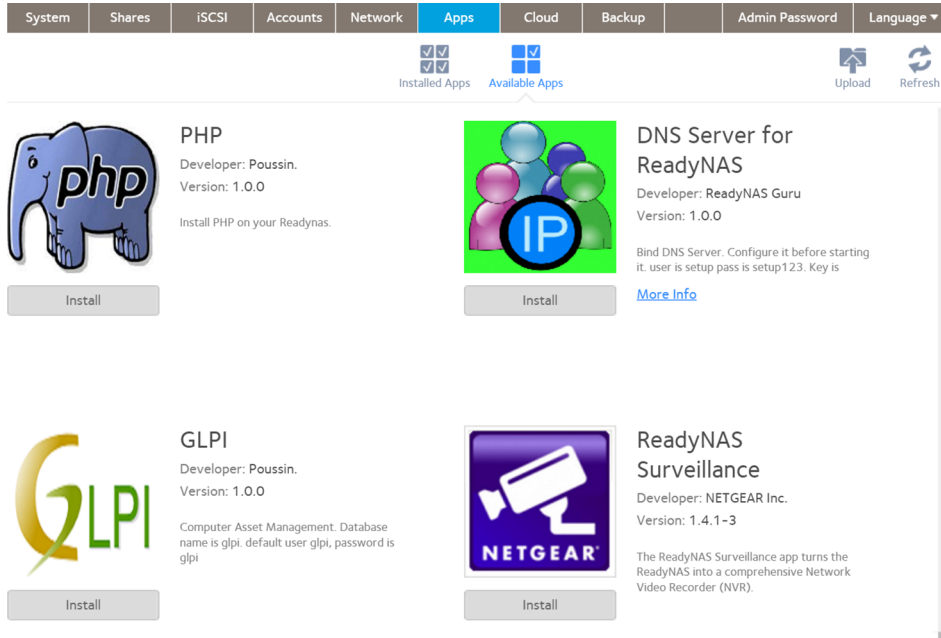 System Shares iSCSI Accounts Network Apps Cloud Backup Admin Password Language
Installed Apps Available Apps Upload Refresh
php
PHP
Developer: Poussin.
Version: 1.0.0
Install PHP on your Readynas.
Install
IP
DNS Server for
ReadyNAS
Developer: ReadyNAS Guru
Version: 1.0.0
Bind DNS Server. Configure it before starting
it. user is setup pass is setup123. Key is
More Info
Install
GLPI
GLPI
Developer: Poussin.
Version: 1.0.0
Computer Asset Management. Database
name is glpi. default user glpi, password is
glpi
Install
NETGEAR®
ReadyNAS
Surveillance
Developer: NETGEAR Inc.
Version: 1.4.1-3
The ReadyNAS Surveillance app turns the
ReadyNAS into a comprehensive Network
Video Recorder (NVR).
Install